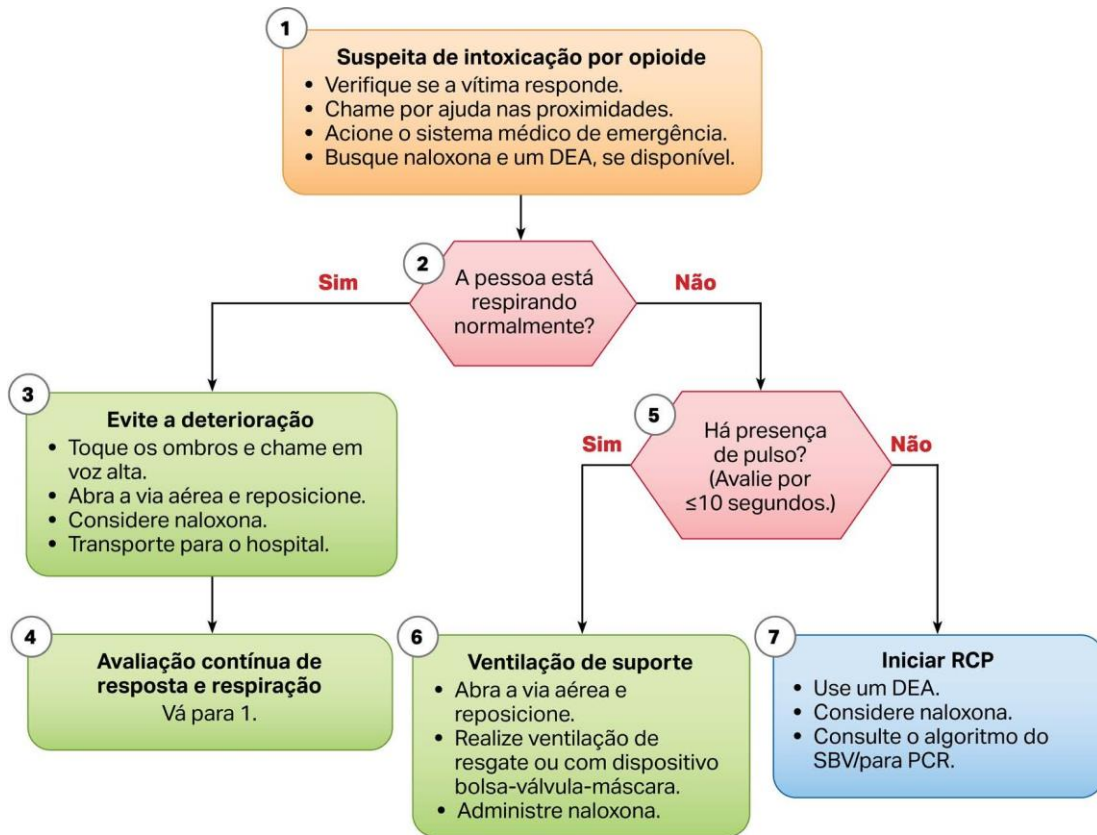 1
Suspeita de intoxicação por opioide
• Verifique se a vítima responde.
• Chame por ajuda nas proximidades.
• Acione o sistema médico de emergência.
• Busque naloxona e um DEA, se disponível.
2
A pessoa está
respirando
normalmente?
Sim
Não
3
Evite a deterioração
• Toque os ombros e chame em
voz alta.
• Abra a via aérea e reposicione.
• Considere naloxona.
• Transporte para o hospital.
4
Avaliação contínua de
resposta e respiração
Vá para 1.
5
Há presença
de pulso?
(Avalie por
≤10 segundos.)
Sim
Não
6
Ventilação de suporte
• Abra a via aérea e
reposicione.
• Realize ventilação de
resgate ou com dispositivo
bolsa-válvula-máscara.
• Administre naloxona.
7
Iniciar RCP
• Use um DEA.
• Considere naloxona.
• Consulte o algoritmo do
SBV/para PCR.